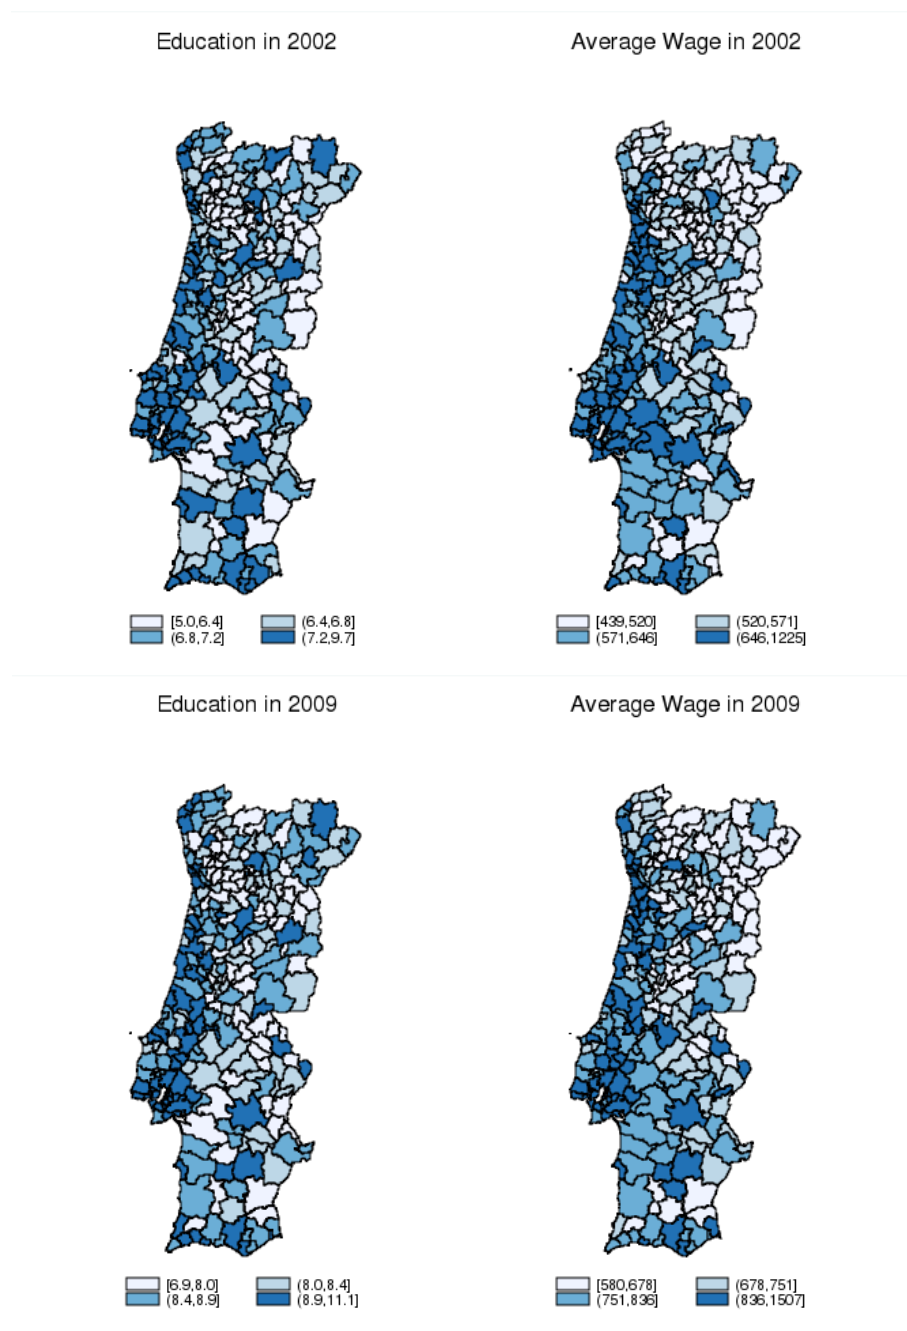 Education in 2002
Average Wage in 2002
[5.0,6.4] (6.4,6.8]
(6.8,7.2] (7.2,9.7]
[439,520] (520,571]
(571,646] (646,1225]
Education in 2009
Average Wage in 2009
[6.9,8.0] (8.0,8.4]
(8.4,8.9] (8.9,11.1]
[580,678] (678,751]
(751,836] (836,1507]